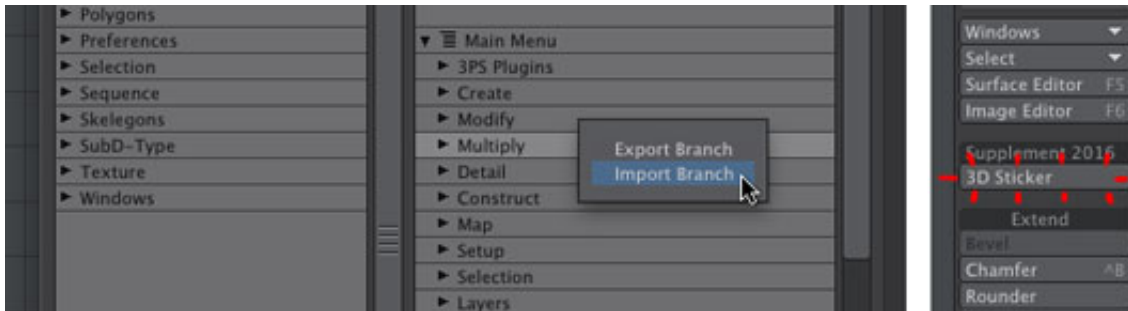 Polygons
Preferences
Selection
Sequence
Skelegons
SubD-Type
Texture
Windows
Main Menu
3PS Plugins
Create
Modify
Multiply
Detail
Construct
Map
Setup
Selection
Layers
Export Branch
Import Branch
Windows
Select
Surface Editor F5
Image Editor F6
Supplement 2016
3D Sticker
Extend
Bevel
Chamfer ^B
Rounder